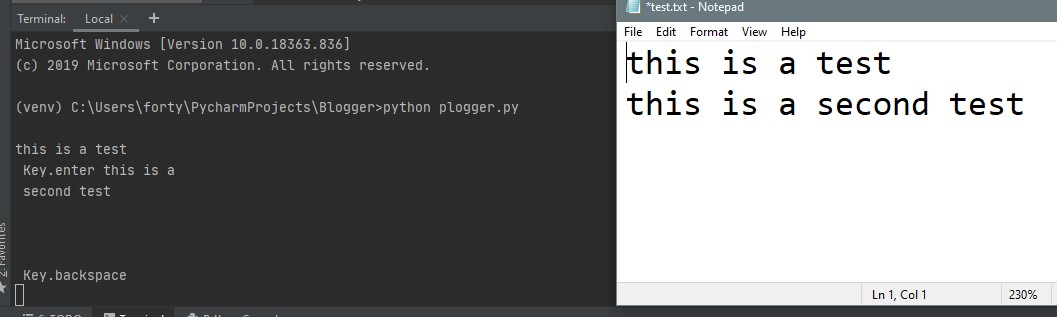 Terminal: Local × +
Microsoft Windows [Version 10.0.18363.836]
(c) 2019 Microsoft Corporation. All rights reserved.
(venv) C:\Users\forty\PycharmProjects\Blogger>python plogger.py
this is a test
Key.enter this is a
second test
Key.backspace
2: Favorites
*test.txt - Notepad
File Edit Format View Help
this is a test
this is a second test
Ln 1, Col 1 230%